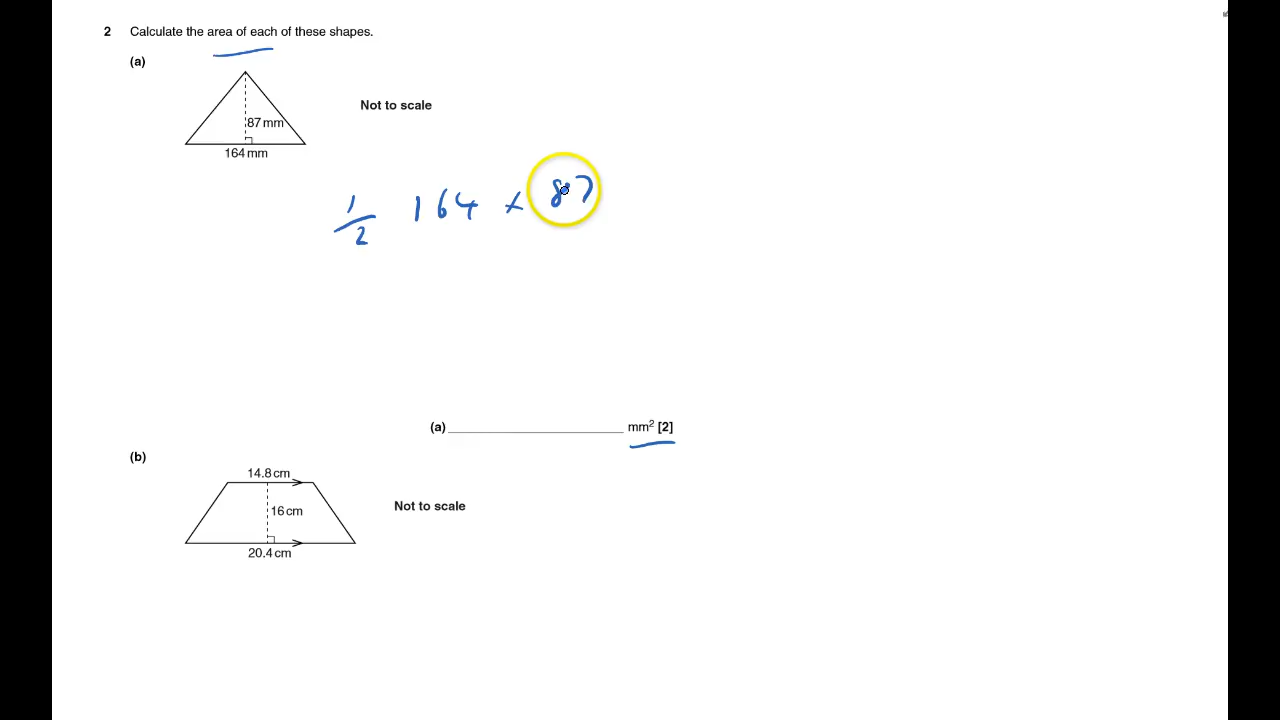 2 Calculate the area of each of these shapes.
(a)
Not to scale
87 mm
164 mm
1/2 164 × 87
(a) ____________________ mm² [2]
(b)
14.8 cm
16 cm
Not to scale
20.4 cm